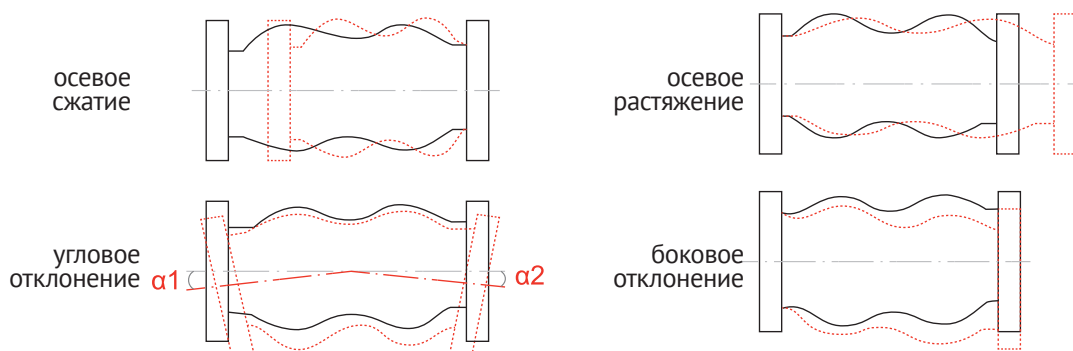 осевое
сжатие
осевое
растяжение
угловое
отклонение
α1
α2
боковое
отклонение